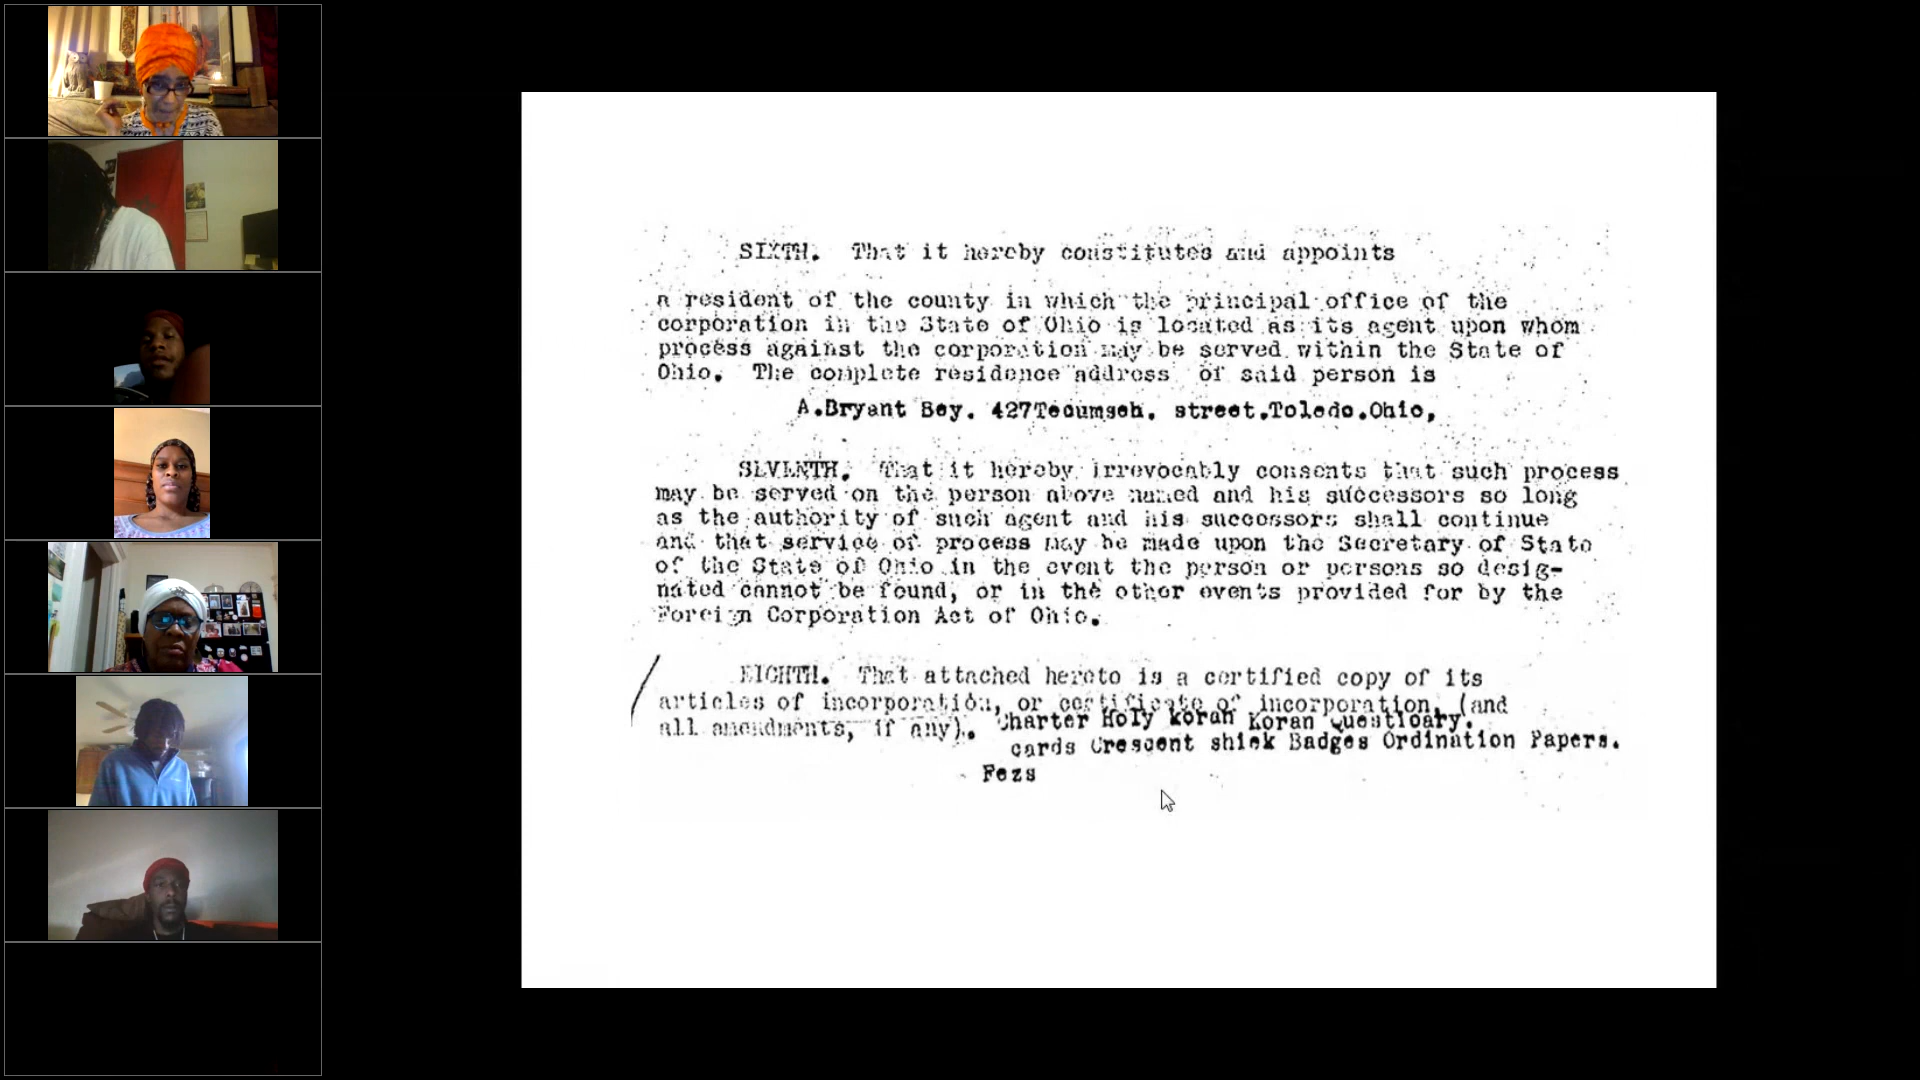 SIXTH. That it hereby constitutes and appoints
a resident of the county in which the principal office of the
corporation in the State of Ohio is located as its agent upon whom
process against the corporation may be served within the State of
Ohio. The complete residence address of said person is
A.Bryant Bey. 427Tecumseh. street.Toledo.Ohio,
SEVENTH. That it hereby irrevocably consents that such process
may be served on the person above named and his successors so long
as the authority of such agent and his successors shall continue
and that service of process may be made upon the Secretary of State
of the State of Ohio in the event the person or persons so desig-
nated cannot be found, or in the other events provided for by the
Foreign Corporation Act of Ohio.
EIGHTH. That attached hereto is a certified copy of its
articles of incorporation, or certificate of incorporation, (and
all amendments, if any). Charter Holy Koran Koran Questioary.
cards Crescent shiek Badges Ordination Papers.
Fezs